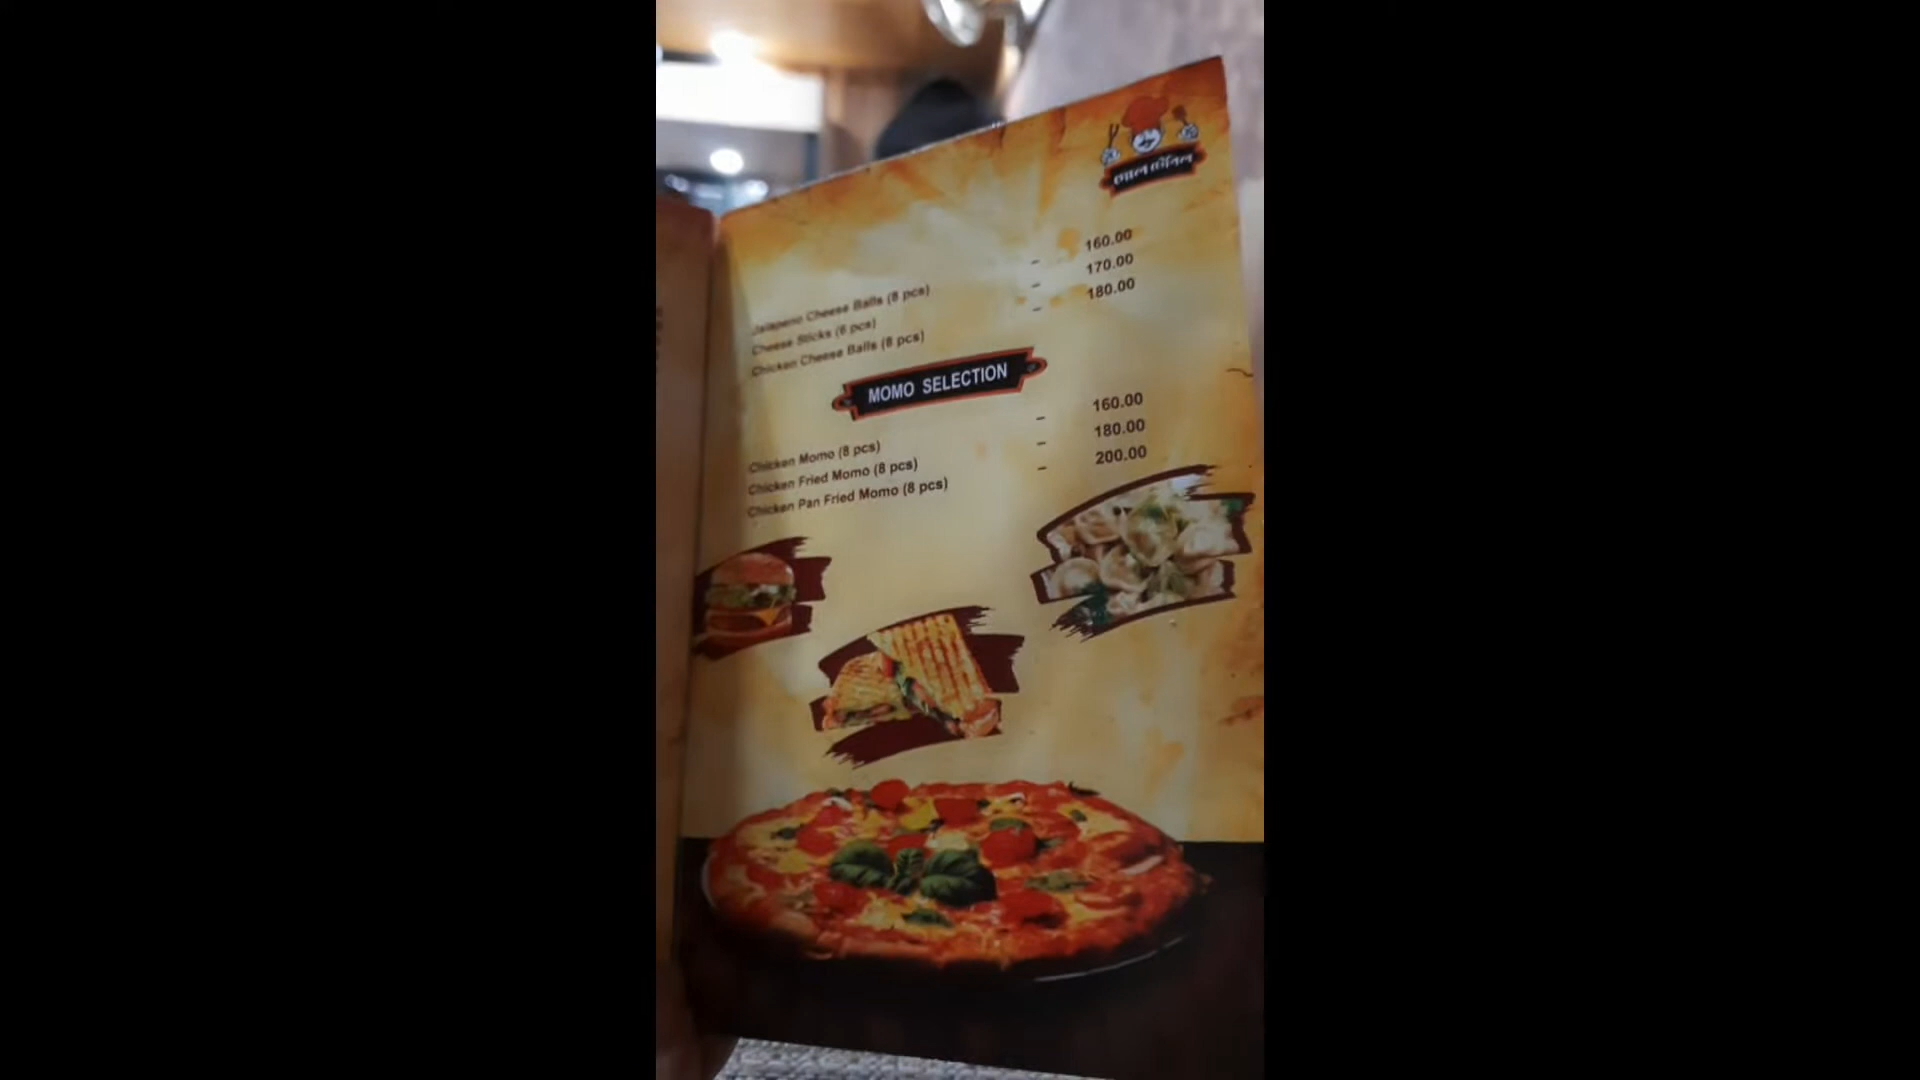 গোল টেবিল
Jalapeno Cheese Balls (8 pcs) - 160.00
Cheese Sticks (6 pcs) - 170.00
Chicken Cheese Balls (8 pcs) - 180.00
MOMO SELECTION
Chicken Momo (8 pcs) - 160.00
Chicken Fried Momo (8 pcs) - 180.00
Chicken Pan Fried Momo (8 pcs) - 200.00